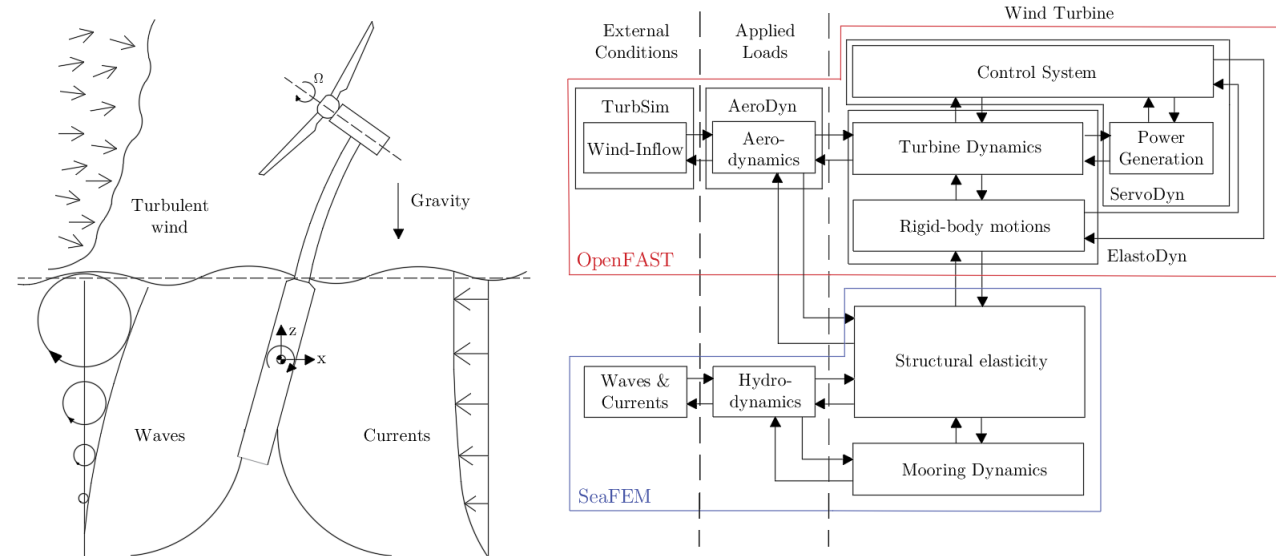 Ω
Turbulent
wind
Gravity
z
x
Waves
Currents
External
Conditions
Applied
Loads
Wind Turbine
Control System
TurbSim
Wind-Inflow
AeroDyn
Aero-
dynamics
Turbine Dynamics
Power
Generation
ServoDyn
Rigid-body motions
ElastoDyn
OpenFAST
Structural elasticity
Waves &
Currents
Hydro-
dynamics
Mooring Dynamics
SeaFEM